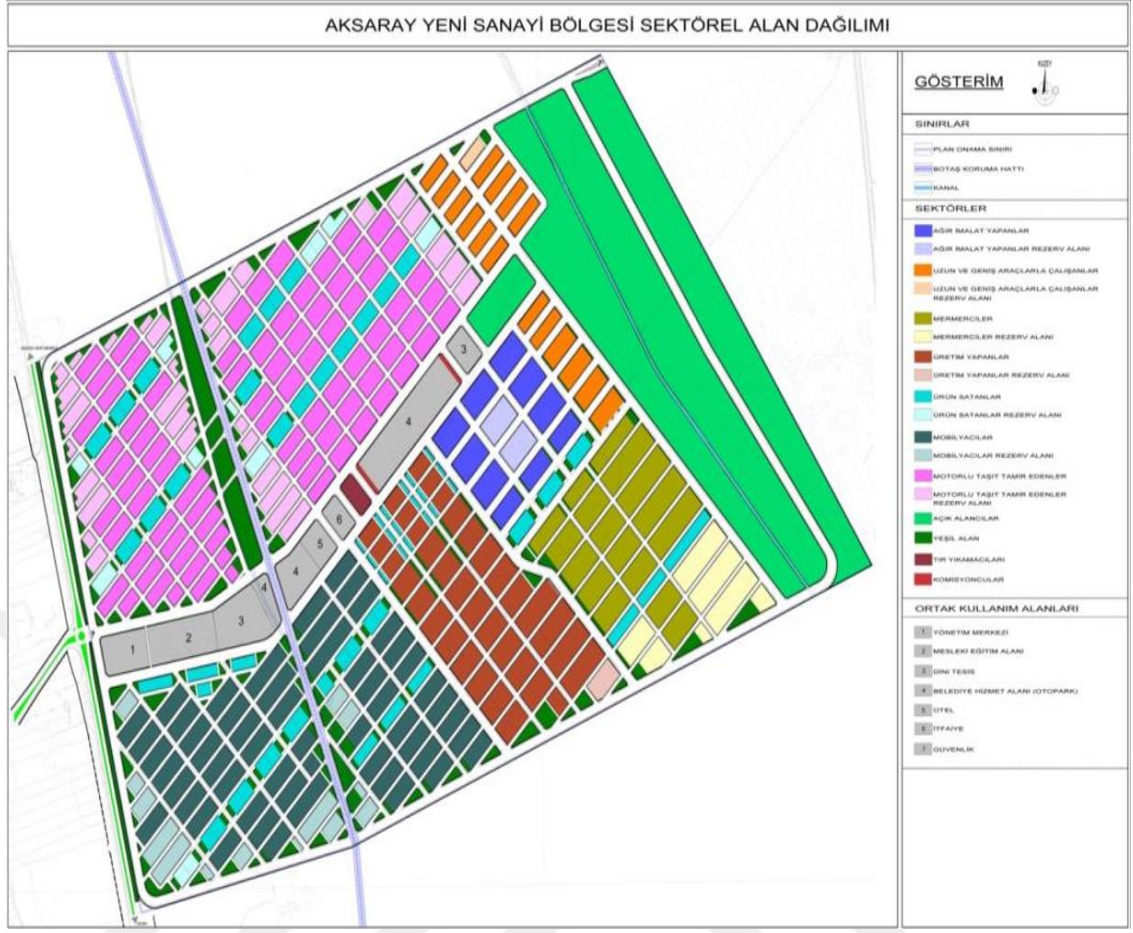 AKSARAY YENİ SANAYİ BÖLGESİ SEKTÖREL ALAN DAĞILIMI
GÖSTERİM
KUZEY
SINIRLAR
PLAN ONAMA SINIRI
BOTAŞ KORUMA HATTI
KANAL
SEKTÖRLER
AĞIR İMALAT YAPANLAR
AĞIR İMALAT YAPANLAR REZERV ALANI
UZUN VE GENİŞ ARAÇLARLA ÇALIŞANLAR
UZUN VE GENİŞ ARAÇLARLA ÇALIŞANLAR
REZERV ALANI
MERMERCİLER
MERMERCİLER REZERV ALANI
ÜRETİM YAPANLAR
ÜRETİM YAPANLAR REZERV ALANI
ÜRÜN SATANLAR
ÜRÜN SATANLAR REZERV ALANI
MOBİLYACILAR
MOBİLYACILAR REZERV ALANI
MOTORLU TAŞIT TAMİR EDENLER
MOTORLU TAŞIT TAMİR EDENLER
REZERV ALANI
AÇIK ALANCILAR
YEŞİL ALAN
TIR YIKAMACILARI
KOMİSYONCULAR
ORTAK KULLANIM ALANLARI
1 YÖNETİM MERKEZİ
2 MESLEKİ EĞİTİM ALANI
3 DİNİ TESİS
4 BELEDİYE HİZMET ALANI (OTOPARK)
5 OTEL
6 İTFAİYE
7 GÜVENLİK
3
4
6
5
4
4
3
2
1